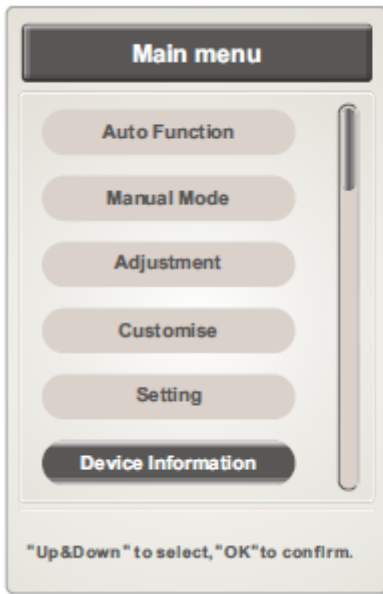 Main menu
Auto Function
Manual Mode
Adjustment
Customise
Setting
Device Information
"Up&Down" to select,"OK"to confirm.